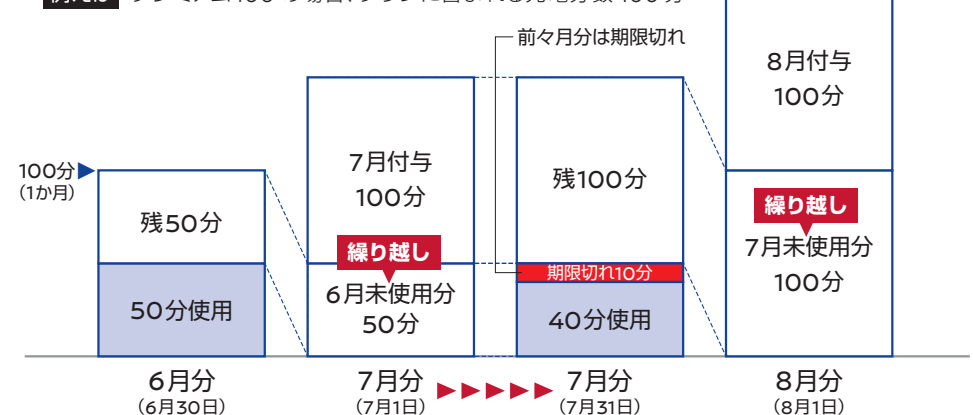 前々月分は期限切れ
8月付与
100分
100分
(1か月)
残50分
50分使用
7月付与
100分
繰り越し
6月未使用分
50分
残100分
期限切れ10分
40分使用
繰り越し
7月未使用分
100分
6月分
(6月30日)
7月分
(7月1日)
7月分
(7月31日)
8月分
(8月1日)